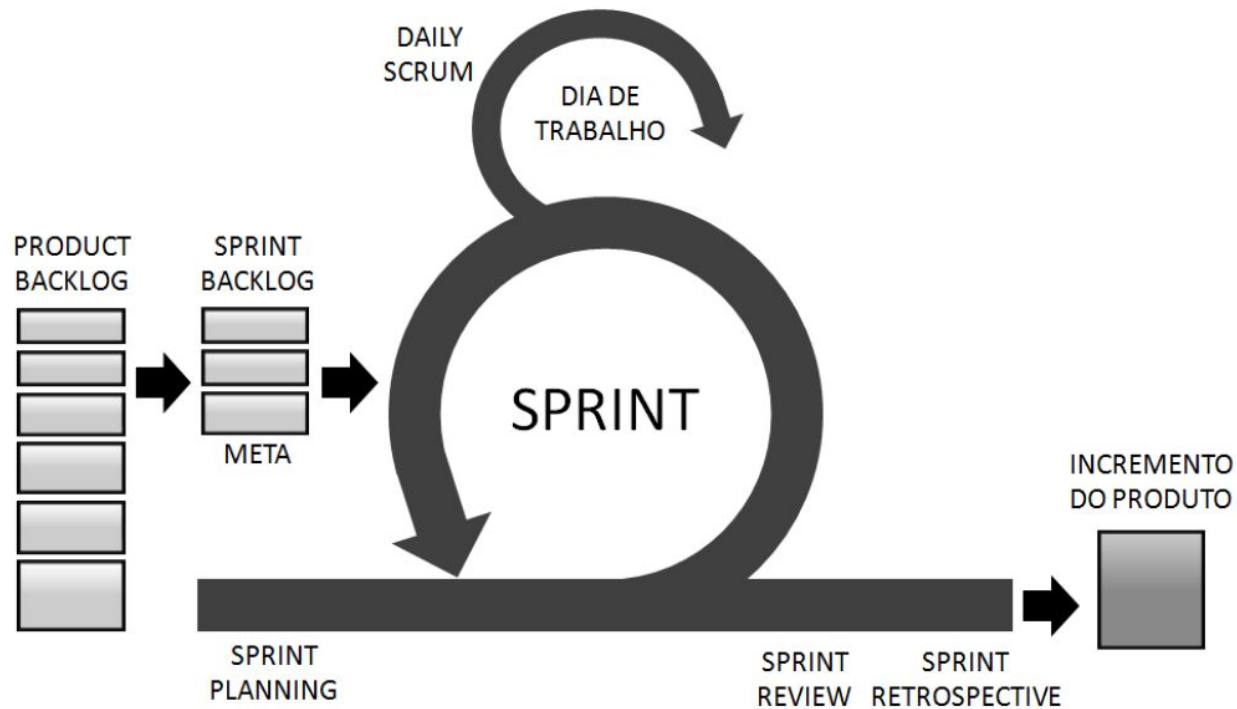 DAILY
SCRUM
DIA DE
TRABALHO
PRODUCT
BACKLOG
SPRINT
BACKLOG
META
SPRINT
INCREMENTO
DO PRODUTO
SPRINT
PLANNING
SPRINT
REVIEW
SPRINT
RETROSPECTIVE